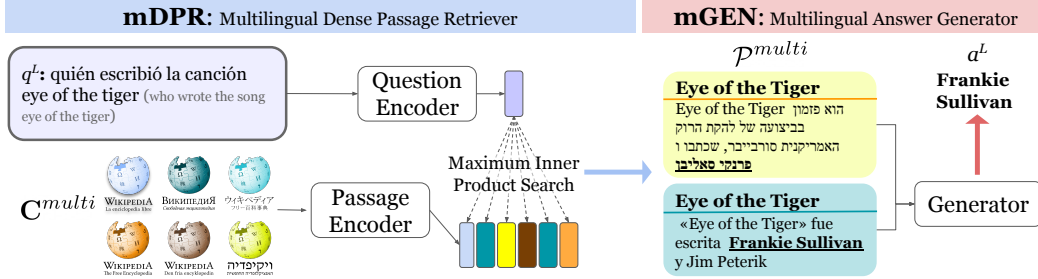 mDPR: Multilingual Dense Passage Retriever
mGEN: Multilingual Answer Generator
q^L: quién escribió la canción
eye of the tiger (who wrote the song
eye of the tiger)
Question
Encoder
C^multi
WIKIPEDIA
La enciclopedia libre
ВИКИПЕДИЯ
Свободная энциклопедия
ウィキペディア
フリー百科事典
WIKIPEDIA
The Free Encyclopedia
WIKIPEDIA
Den fria encyklopedin
ויקיפדיה
Passage
Encoder
Maximum Inner
Product Search
P^multi
Eye of the Tiger
Eye of the Tiger הוא פזמון
בביצועה של להקת הרוק
האמריקנית סורבייבר, שכתבו ו
פרנקי סאליבן
Eye of the Tiger
«Eye of the Tiger» fue
escrita Frankie Sullivan
y Jim Peterik
a^L
Frankie
Sullivan
Generator